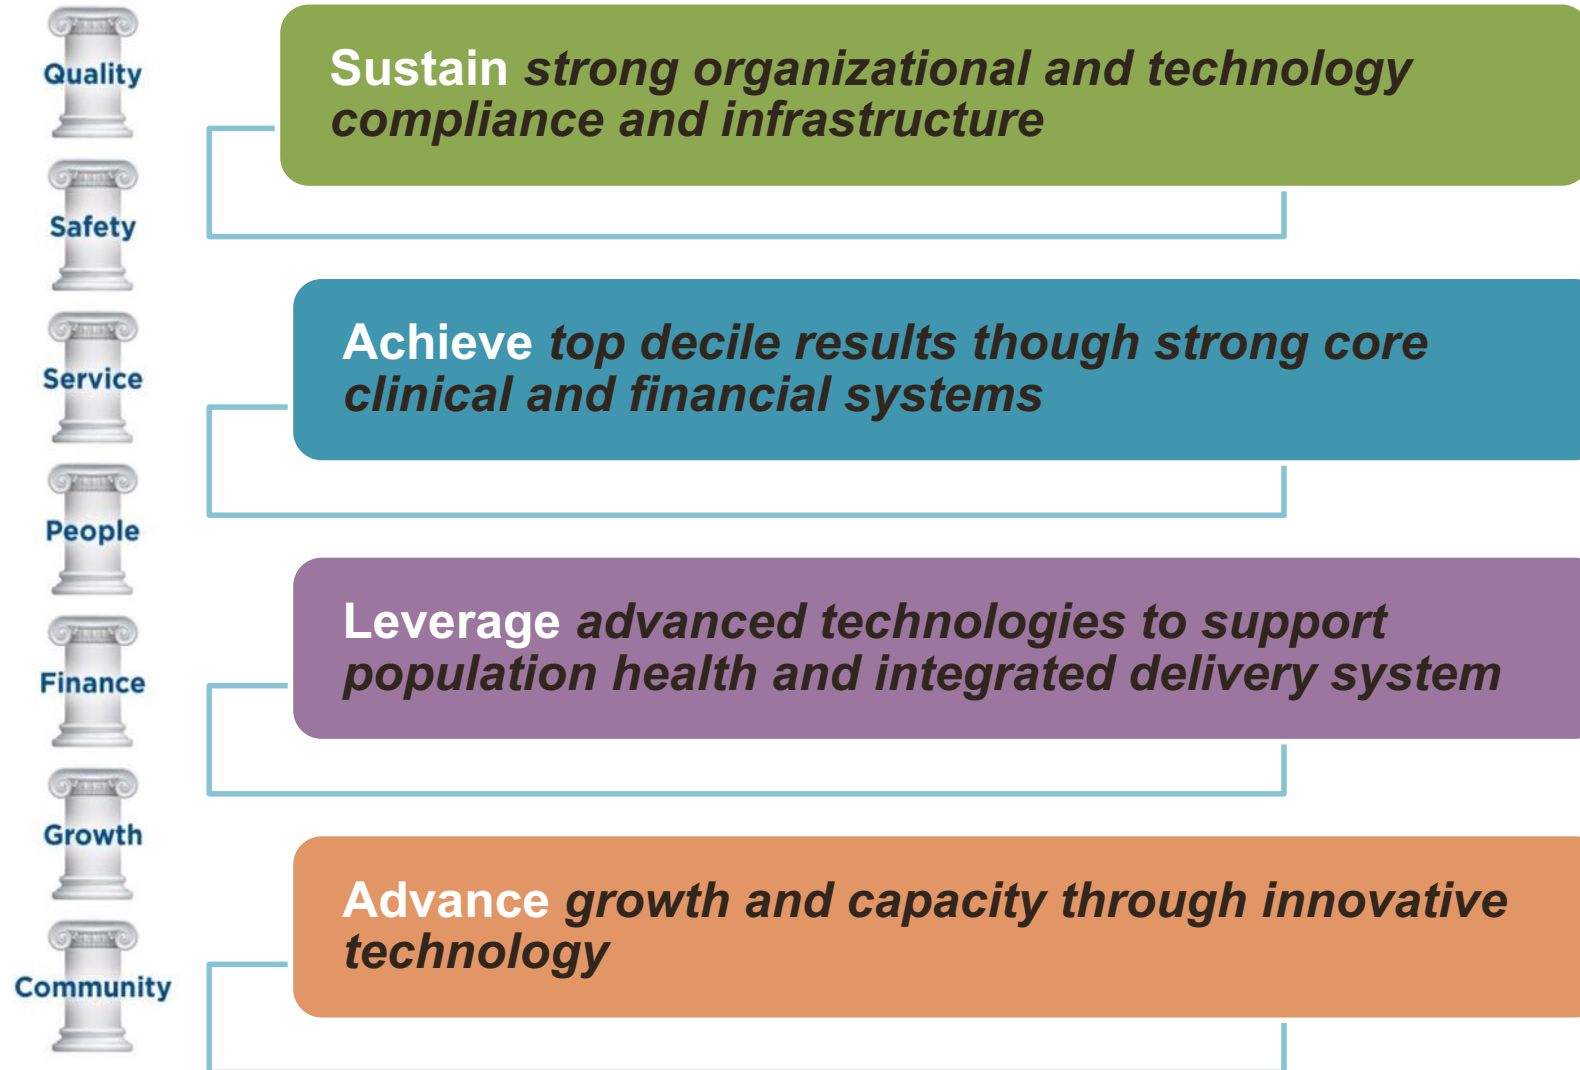 Quality
Safety
Service
People
Finance
Growth
Community
Sustain strong organizational and technology
compliance and infrastructure
Achieve top decile results though strong core
clinical and financial systems
Leverage advanced technologies to support
population health and integrated delivery system
Advance growth and capacity through innovative
technology